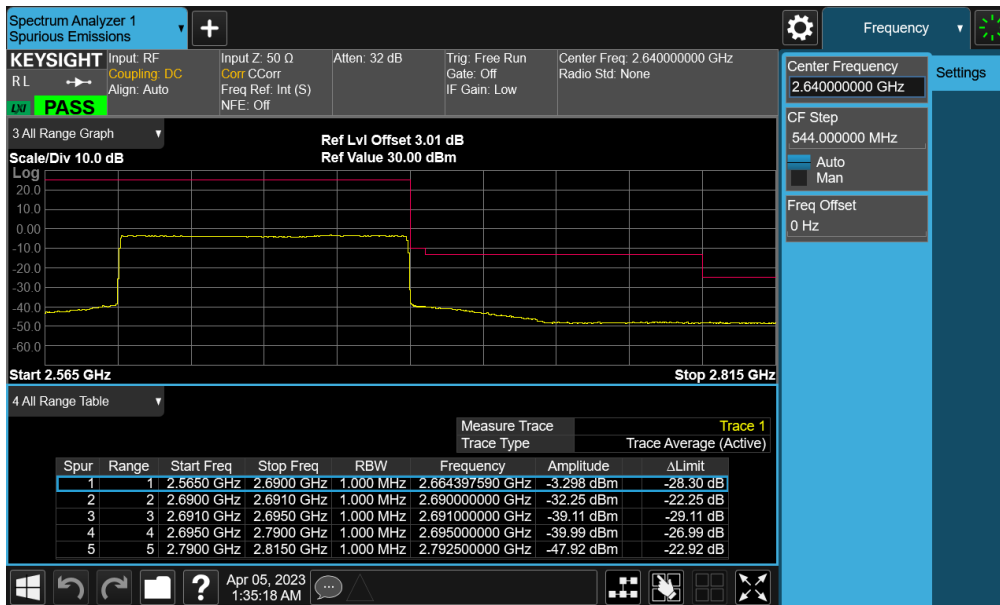 Spectrum Analyzer 1
Spurious Emissions
+
Frequency
KEYSIGHT
R L
LXI
PASS
Input: RF
Coupling: DC
Align: Auto
Input Z: 50 Ω
Corr CCorr
Freq Ref: Int (S)
NFE: Off
Atten: 32 dB
Trig: Free Run
Gate: Off
IF Gain: Low
Center Freq: 2.640000000 GHz
Radio Std: None
Center Frequency
2.640000000 GHz
Settings
CF Step
544.000000 MHz
Auto
Man
Freq Offset
0 Hz
3 All Range Graph
Ref Lvl Offset 3.01 dB
Scale/Div 10.0 dB
Ref Value 30.00 dBm
Log
20.0
10.0
0.00
-10.0
-20.0
-30.0
-40.0
-50.0
-60.0
Start 2.565 GHz
Stop 2.815 GHz
4 All Range Table
Measure Trace Trace 1
Trace Type Trace Average (Active)
Spur Range Start Freq Stop Freq RBW Frequency Amplitude ΔLimit
1 1 2.5650 GHz 2.6900 GHz 1.000 MHz 2.664397590 GHz -3.298 dBm -28.30 dB
2 2 2.6900 GHz 2.6910 GHz 1.000 MHz 2.690000000 GHz -32.25 dBm -22.25 dB
3 3 2.6910 GHz 2.6950 GHz 1.000 MHz 2.691000000 GHz -39.11 dBm -29.11 dB
4 4 2.6950 GHz 2.7900 GHz 1.000 MHz 2.695000000 GHz -39.99 dBm -26.99 dB
5 5 2.7900 GHz 2.8150 GHz 1.000 MHz 2.792500000 GHz -47.92 dBm -22.92 dB
?
Apr 05, 2023
1:35:18 AM